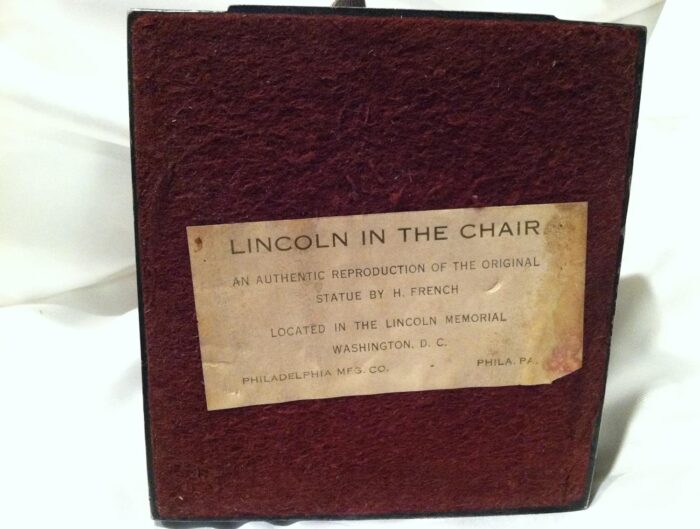 LINCOLN IN THE CHAIR
AN AUTHENTIC REPRODUCTION OF THE ORIGINAL
STATUE BY H. FRENCH
LOCATED IN THE LINCOLN MEMORIAL
WASHINGTON, D. C.
PHILADELPHIA MFG. CO. PHILA. PA.